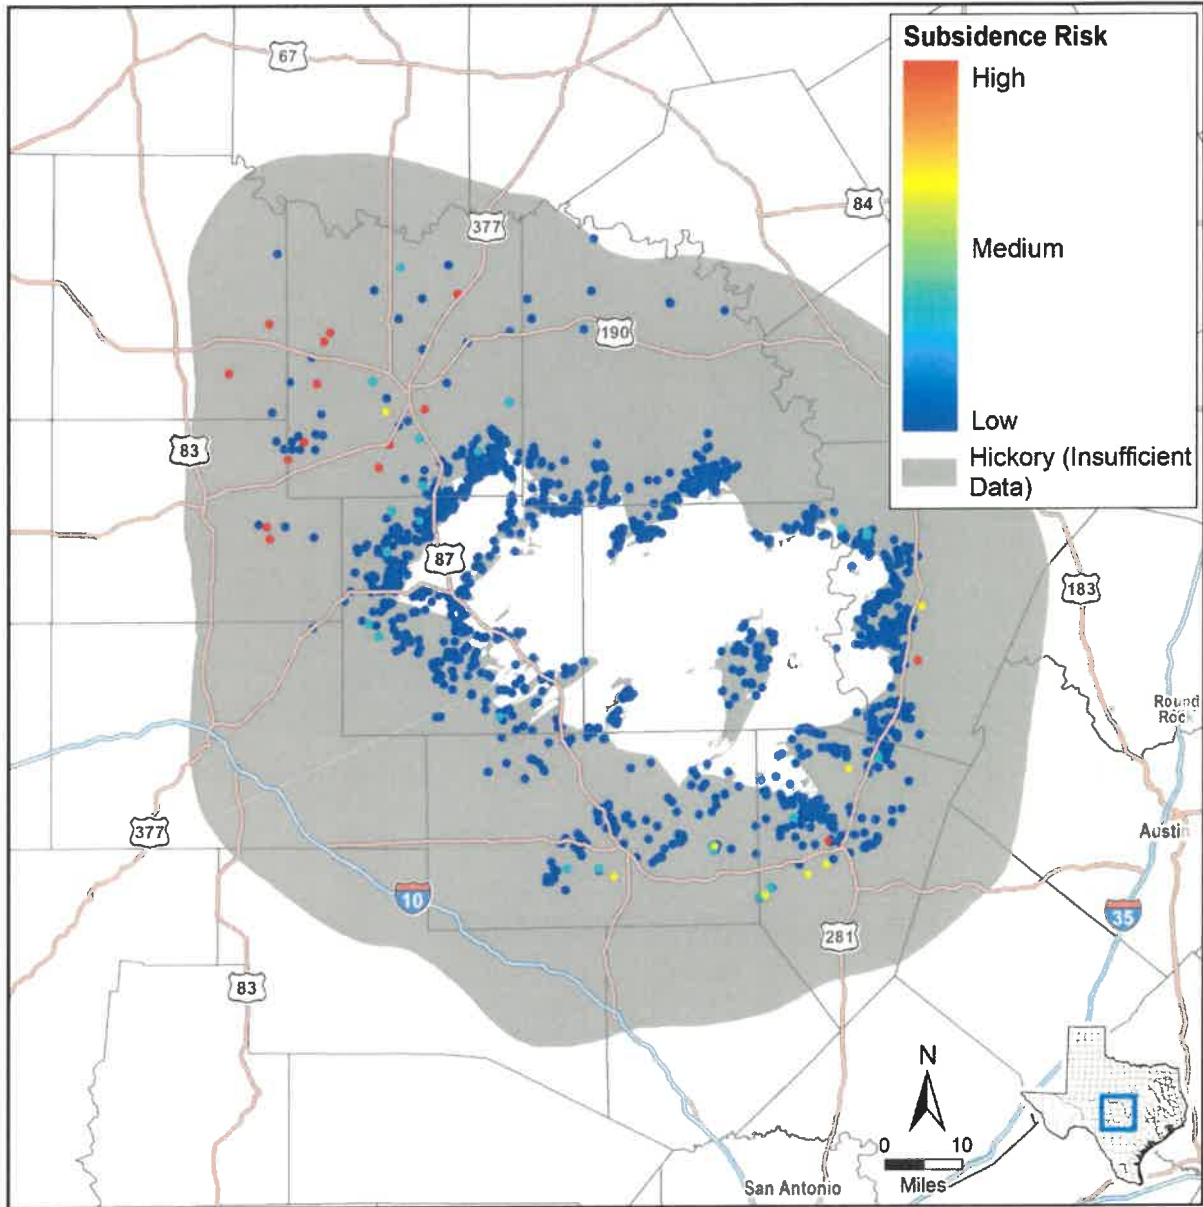 Subsidence Risk
High
Medium
Low
Hickory (Insufficient
Data)
67
84
377
190
83
87
183
Round
Rock
377
Austin
10
35
281
83
N
0 10
Miles
San Antonio